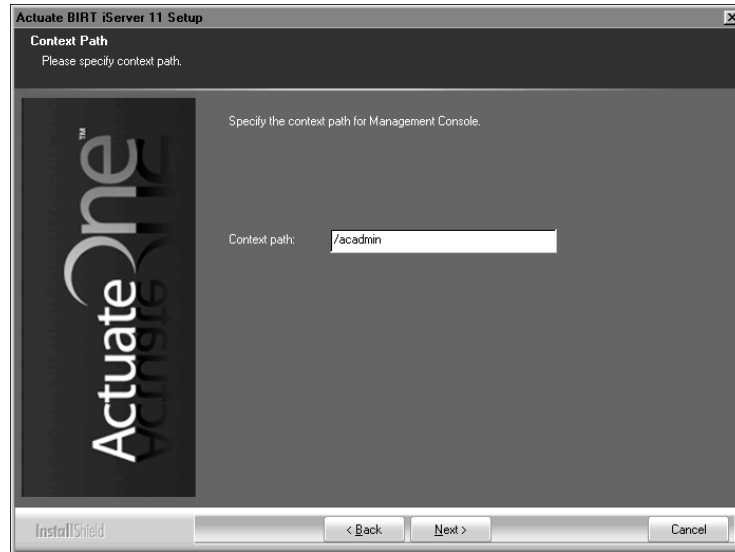 Actuate BIRT iServer 11 Setup
Context Path
Please specify context path.
Specify the context path for Management Console.
Context path: /acadmin
ActuateOne™
InstallShield
< Back Next > Cancel